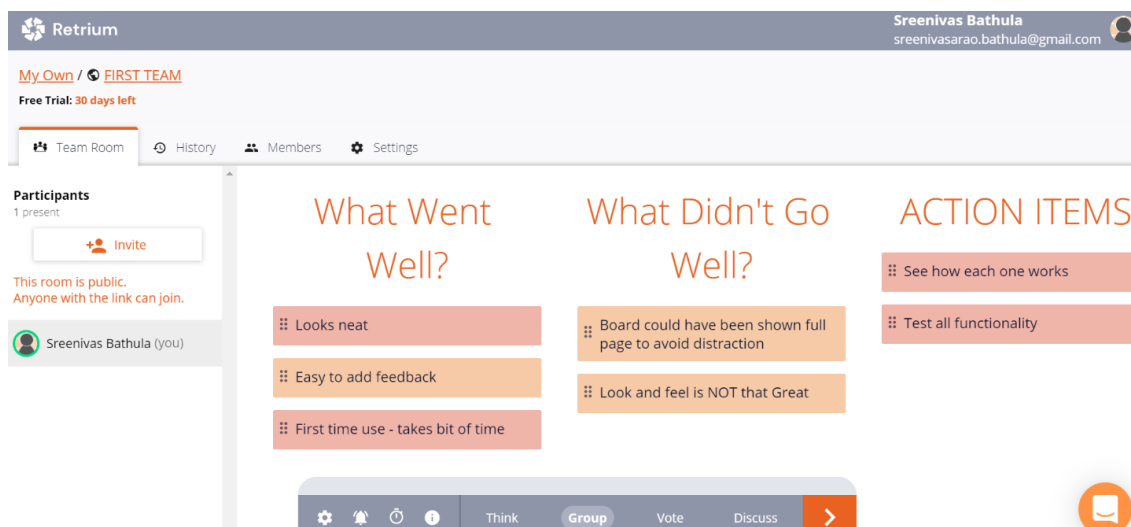 Retrium
Sreenivas Bathula
sreenivasarao.bathula@gmail.com
My Own / FIRST TEAM
Free Trial: 30 days left
Team Room
History
Members
Settings
Participants
1 present
Invite
This room is public.
Anyone with the link can join.
Sreenivas Bathula (you)
What Went
Well?
Looks neat
Easy to add feedback
First time use - takes bit of time
What Didn't Go
Well?
Board could have been shown full
page to avoid distraction
Look and feel is NOT that Great
ACTION ITEMS
See how each one works
Test all functionality
Think
Group
Vote
Discuss